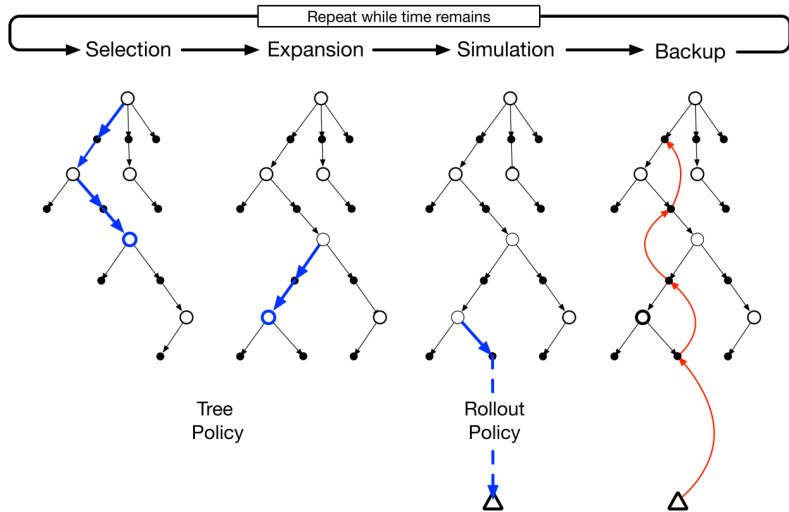 Repeat while time remains
Selection
Expansion
Simulation
Backup
Tree
Policy
Rollout
Policy